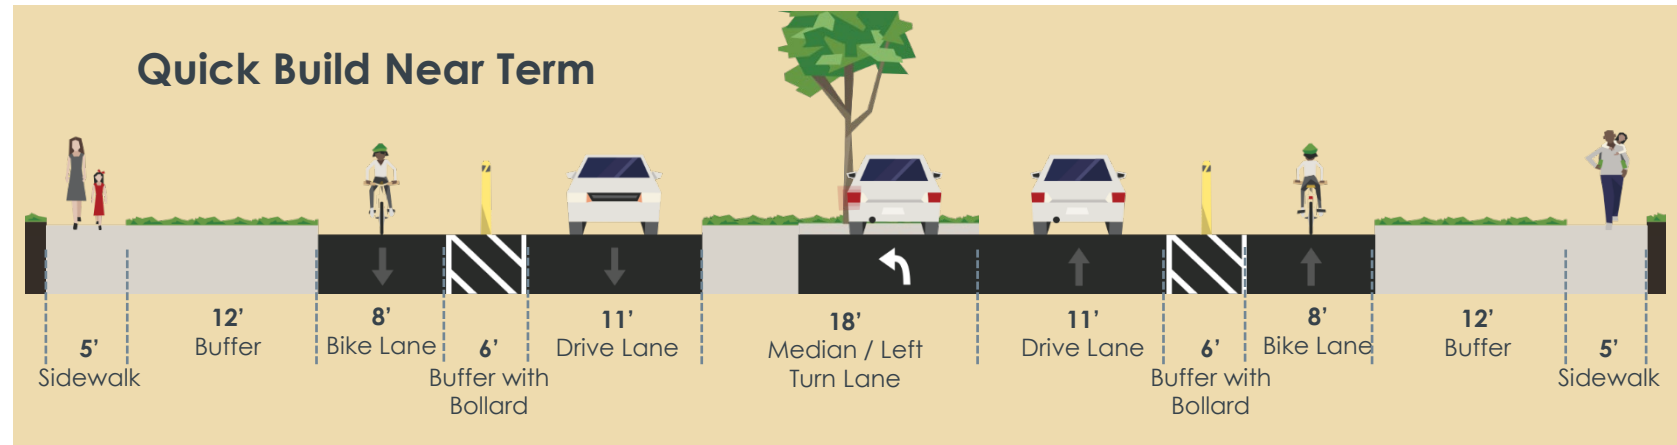 Quick Build Near Term
5’
Sidewalk
12’
Buffer
8’
Bike Lane
6’
Buffer with
Bollard
11’
Drive Lane
18’
Median / Left
Turn Lane
11’
Drive Lane
6’
Buffer with
Bollard
8’
Bike Lane
12’
Buffer
5’
Sidewalk